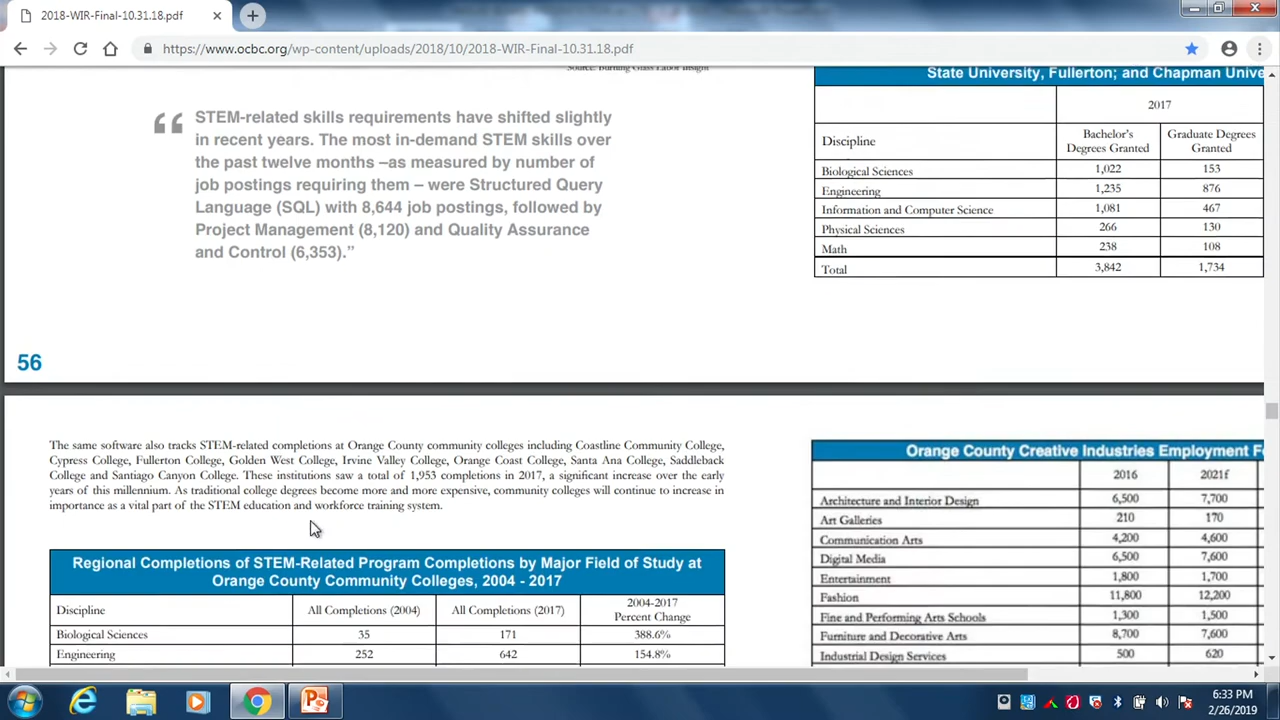 2018-WIR-Final-10.31.18.pdf
https://www.ocbc.org/wp-content/uploads/2018/10/2018-WIR-Final-10.31.18.pdf
Source: Burning Glass Labor Insight
STEM-related skills requirements have shifted slightly
in recent years. The most in-demand STEM skills over
the past twelve months –as measured by number of
job postings requiring them – were Structured Query
Language (SQL) with 8,644 job postings, followed by
Project Management (8,120) and Quality Assurance
and Control (6,353).”
56
State University, Fullerton; and Chapman Unive
2017
Discipline Bachelor's Degrees Granted Graduate Degrees Granted
Biological Sciences 1,022 153
Engineering 1,235 876
Information and Computer Science 1,081 467
Physical Sciences 266 130
Math 238 108
Total 3,842 1,734
The same software also tracks STEM-related completions at Orange County community colleges including Coastline Community College,
Cypress College, Fullerton College, Golden West College, Irvine Valley College, Orange Coast College, Santa Ana College, Saddleback
College and Santiago Canyon College. These institutions saw a total of 1,953 completions in 2017, a significant increase over the early
years of this millennium. As traditional college degrees become more and more expensive, community colleges will continue to increase in
importance as a vital part of the STEM education and workforce training system.
Regional Completions of STEM-Related Program Completions by Major Field of Study at
Orange County Community Colleges, 2004 - 2017
Discipline All Completions (2004) All Completions (2017) 2004-2017 Percent Change
Biological Sciences 35 171 388.6%
Engineering 252 642 154.8%
Orange County Creative Industries Employment Fo
2016 2021f
Architecture and Interior Design 6,500 7,700
Art Galleries 210 170
Communication Arts 4,200 4,600
Digital Media 6,500 7,600
Entertainment 1,800 1,700
Fashion 11,800 12,200
Fine and Performing Arts Schools 1,300 1,500
Furniture and Decorative Arts 8,700 7,600
Industrial Design Services 500 620
6:33 PM
2/26/2019